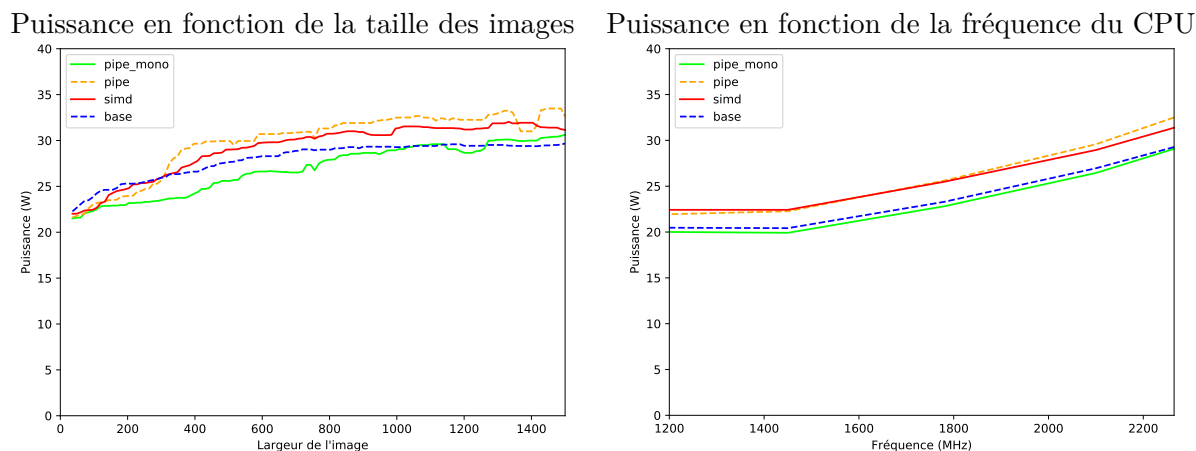 Puissance en fonction de la taille des images
40
35
30
25
20
15
10
5
0
Puissance (W)
pipe_mono
pipe
simd
base
0 200 400 600 800 1000 1200 1400
Largeur de l'image
Puissance en fonction de la fréquence du CPU
40
35
30
25
20
15
10
5
0
Puissance (W)
pipe_mono
pipe
simd
base
1200 1400 1600 1800 2000 2200
Fréquence (MHz)